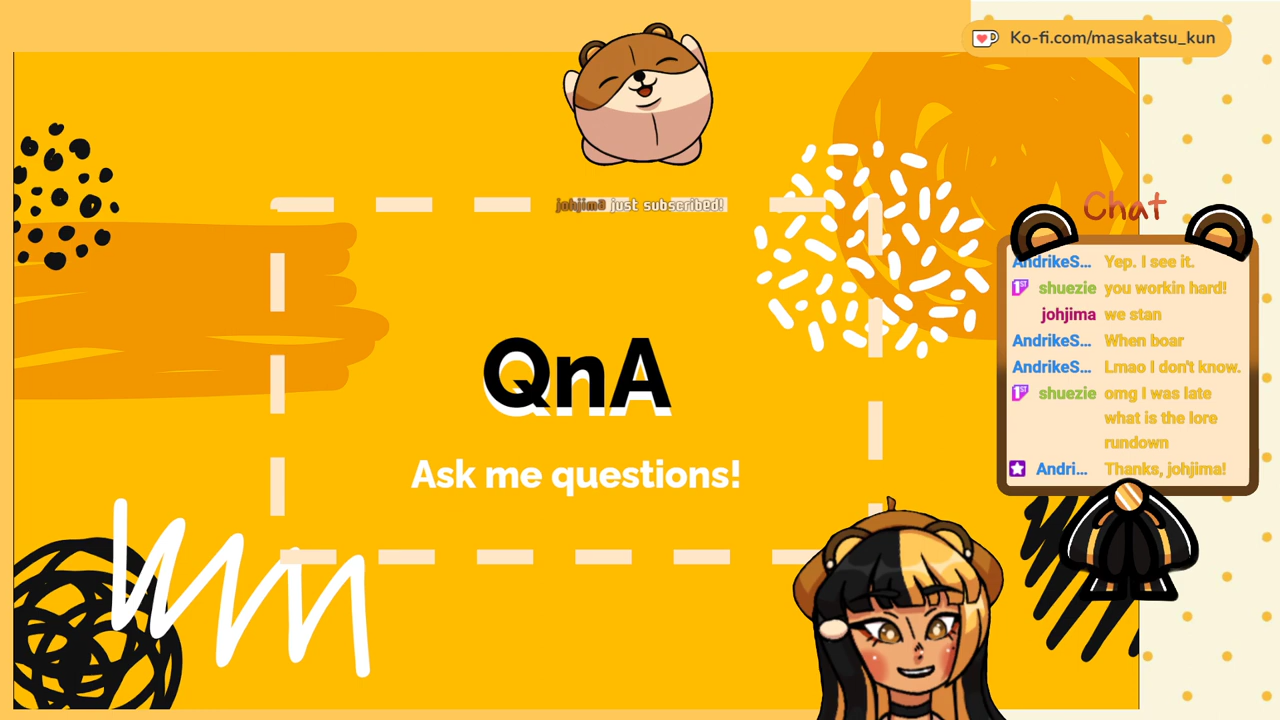 Ko-fi.com/masakatsu_kun
johjima just subscribed!
Chat
AndrikeS... Yep. I see it.
1ST shuezie you workin hard!
johjima we stan
AndrikeS... When boar
AndrikeS... Lmao I don't know.
1ST shuezie omg I was late
what is the lore
rundown
Andri... Thanks, johjima!
QnA
Ask me questions!